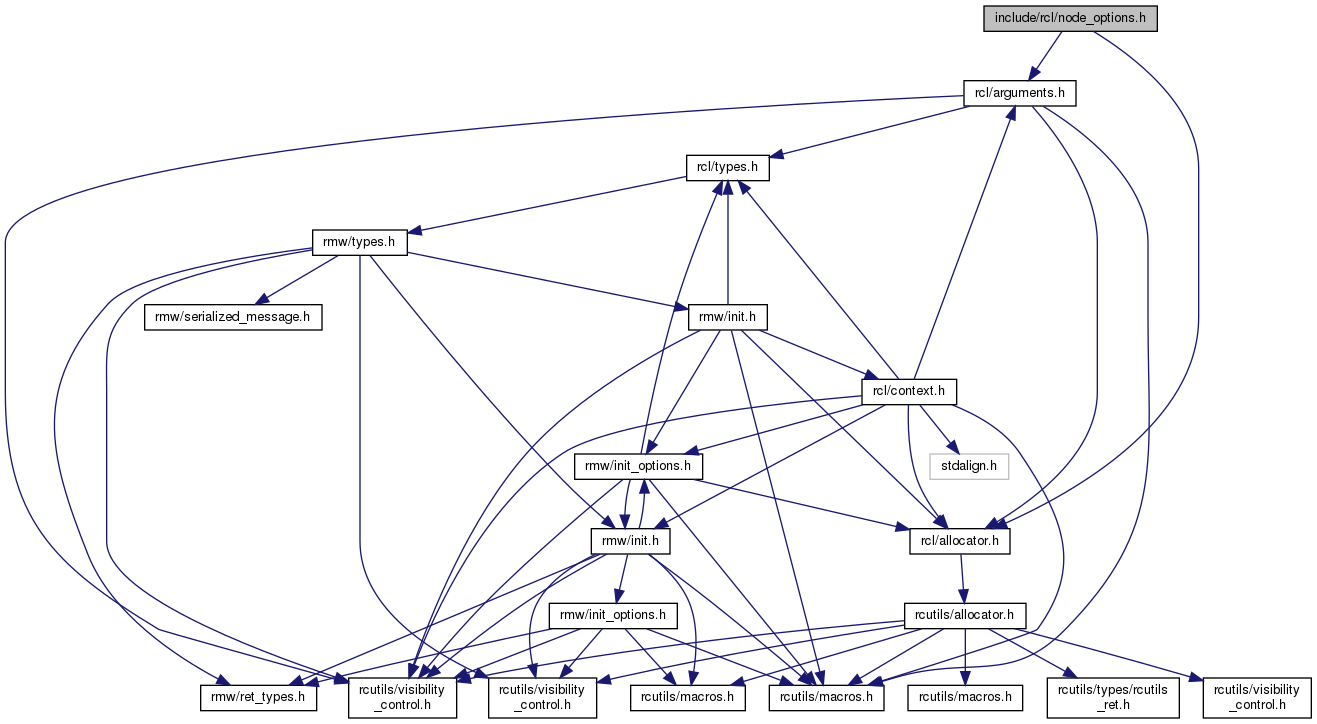 include/rcl/node_options.h
rcl/arguments.h
rcl/types.h
rmw/types.h
rmw/serialized_message.h
rmw/init.h
rcl/context.h
rmw/init_options.h
stdalign.h
rmw/init.h
rcl/allocator.h
rmw/init_options.h
rcutils/allocator.h
rmw/ret_types.h
rcutils/visibility
_control.h
rcutils/visibility
_control.h
rcutils/macros.h
rcutils/macros.h
rcutils/macros.h
rcutils/types/rcutils
_ret.h
rcutils/visibility
_control.h